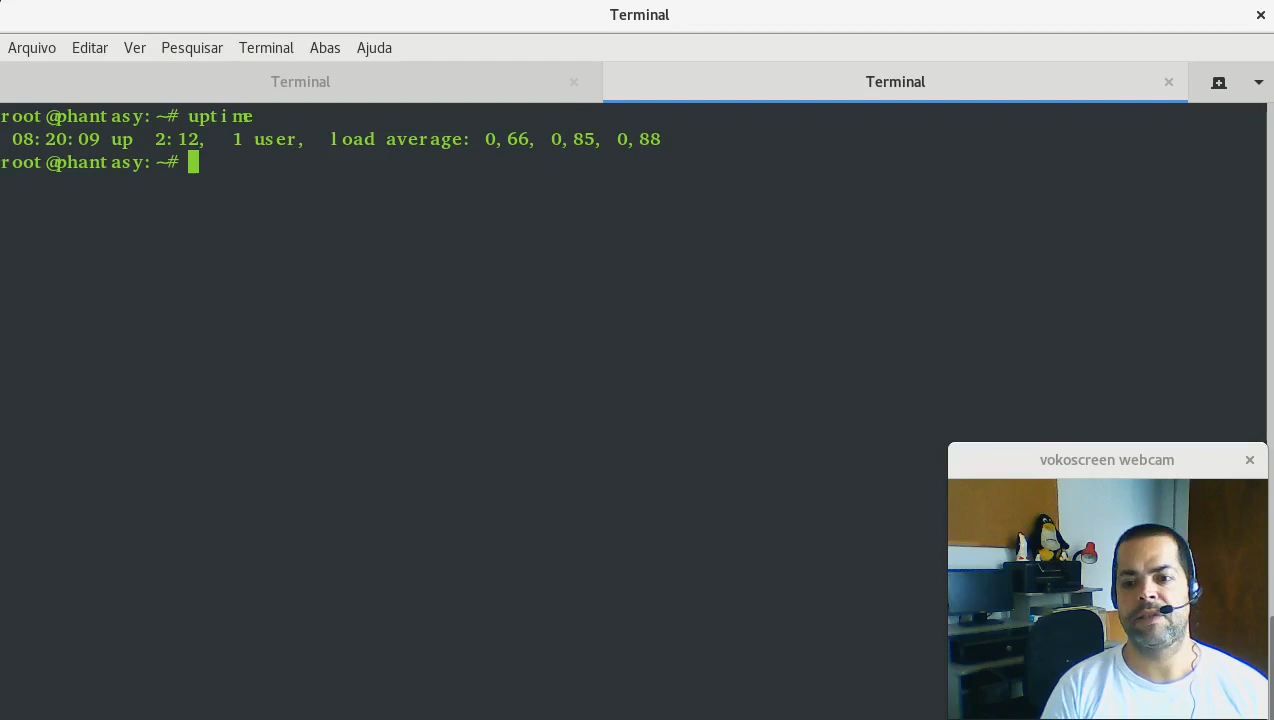 Terminal
Arquivo Editar Ver Pesquisar Terminal Abas Ajuda
Terminal Terminal
root@phantasy:~# uptime
08:20:09 up 2:12, 1 user, load average: 0,66, 0,85, 0,88
root@phantasy:~#
vokoscreen webcam